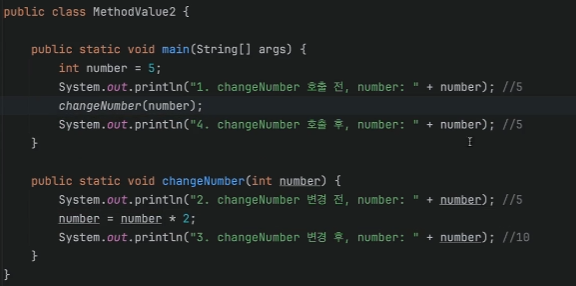 public class MethodValue2 {
public static void main(String[] args) {
int number = 5;
System.out.println("1. changeNumber 호출 전, number: " + number); //5
changeNumber(number);
System.out.println("4. changeNumber 호출 후, number: " + number); //5
}
public static void changeNumber(int number) {
System.out.println("2. changeNumber 변경 전, number: " + number); //5
number = number * 2;
System.out.println("3. changeNumber 변경 후, number: " + number); //10
}
}